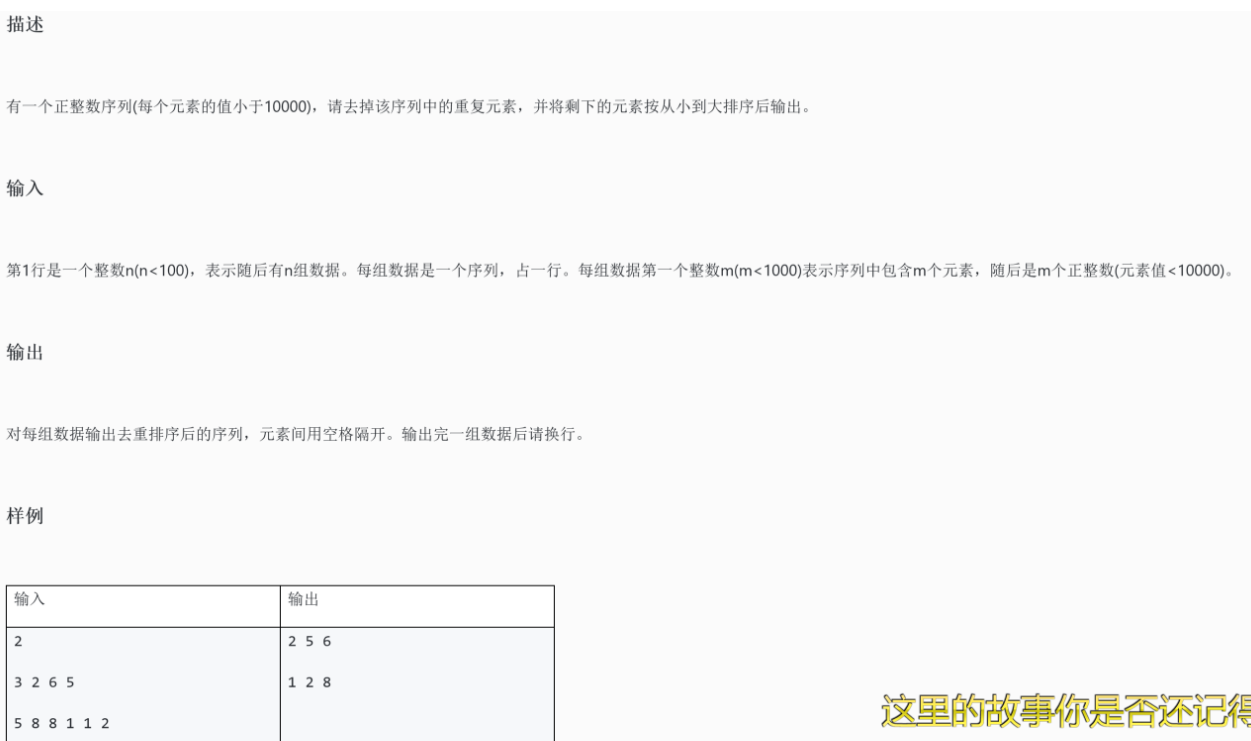 描述
有一个正整数序列(每个元素的值小于10000)，请去掉该序列中的重复元素，并将剩下的元素按从小到大排序后输出。
输入
第1行是一个整数n(n<100)，表示随后有n组数据。每组数据是一个序列，占一行。每组数据第一个整数m(m<1000)表示序列中包含m个元素，随后是m个正整数(元素值<10000)。
输出
对每组数据输出去重排序后的序列，元素间用空格隔开。输出完一组数据后请换行。
样例
输入 输出
2 2 5 6
3 2 6 5 1 2 8
5 8 8 1 1 2
这里的故事你是否还记得